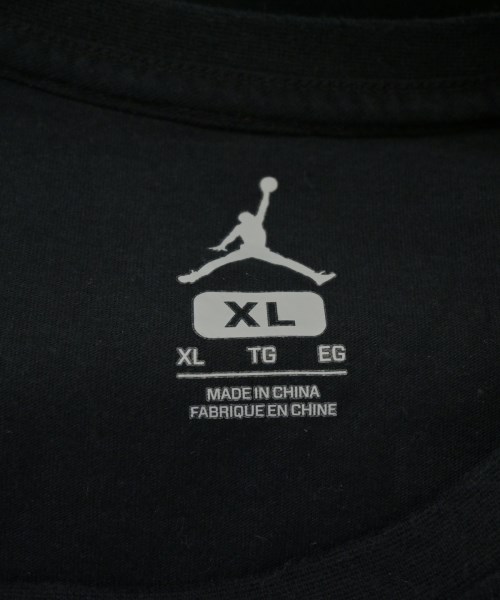 XL
XL TG EG
MADE IN CHINA
FABRIQUE EN CHINE